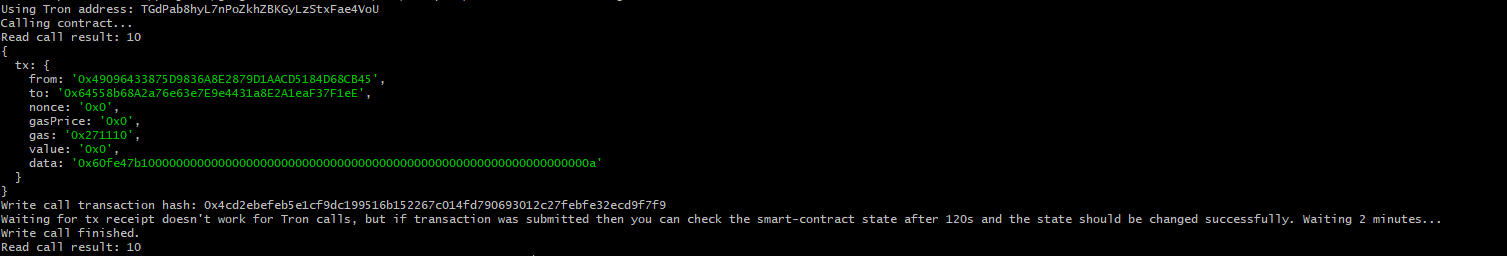 Using Tron address: TGdPab8hyL7nPoZkhZBKGyLzStxFae4VoU
Calling contract...
Read call result: 10
{
  tx: {
    from: '0x49096433875D9836A8E2879D1AACD5184D68CB45',
    to: '0x64558b68A2a76e63e7E9e4431a8E2A1eaF37F1eE',
    nonce: '0x0',
    gasPrice: '0x0',
    gas: '0x271110',
    value: '0x0',
    data: '0x60fe47b1000000000000000000000000000000000000000000000000000000000000000a'
  }
}
Write call transaction hash: 0x4cd2ebefeb5e1cf9dc199516b152267c014fd790693012c27febfe32ecd9f7f9
Waiting for tx receipt doesn't work for Tron calls, but if transaction was submitted then you can check the smart-contract state after 120s and the state should be changed successfully. Waiting 2 minutes...
Write call finished.
Read call result: 10